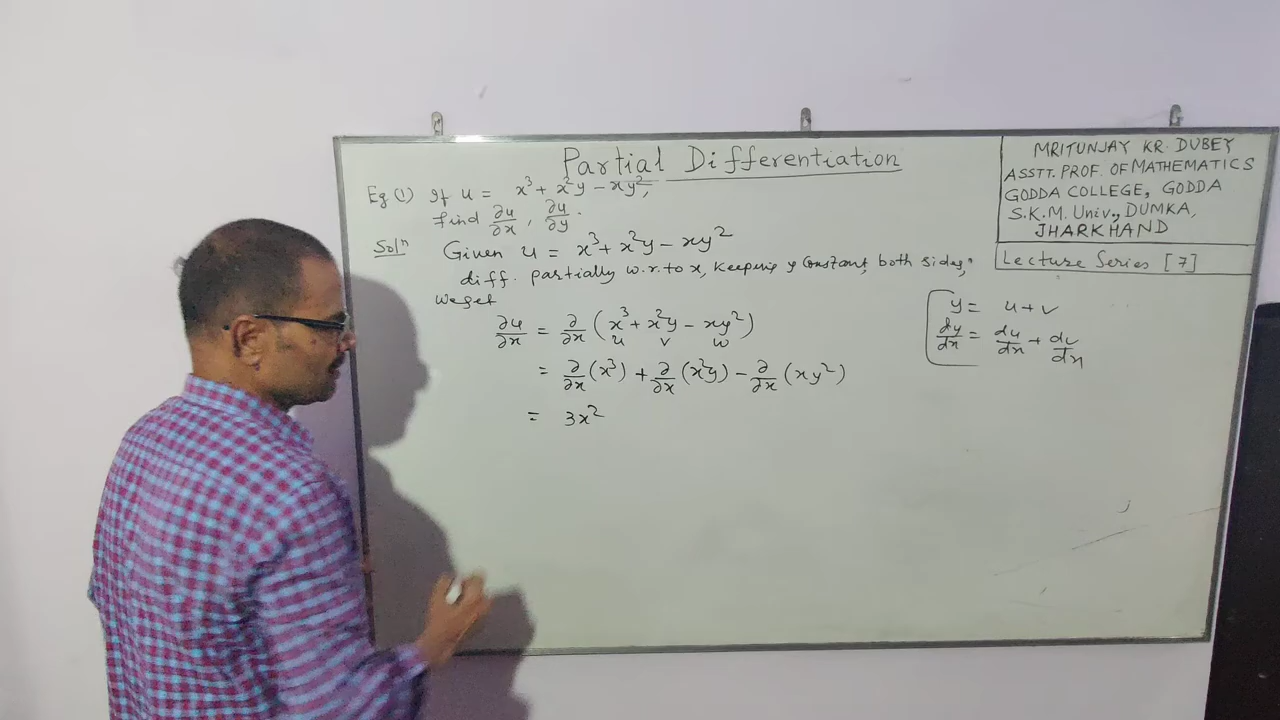 Partial Differentiation
Eg (1) If u = x³ + x²y − xy²,
find ∂u/∂x, ∂u/∂y.
Solⁿ Given u = x³ + x²y − xy²
diff. partially w.r. to x, keeping y constant, both sides,
we get
∂u/∂x = ∂/∂x (x³ + x²y − xy²)
u v w
= ∂/∂x (x³) + ∂/∂x (x²y) − ∂/∂x (xy²)
= 3x²
MRITUNJAY KR. DUBEY
ASSTT. PROF. OF MATHEMATICS
GODDA COLLEGE, GODDA
S.K.M. Univ., DUMKA,
JHARKHAND
Lecture Series [7]
y = u + v
dy/dx = du/dx + dv/dx